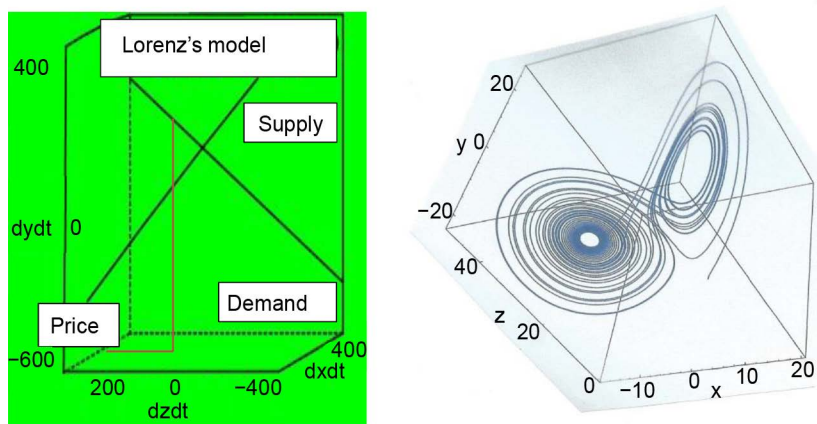 Lorenz's model
400
Supply
dydt 0
Demand
Price
−600
400
dxdt
200 0 −400
dzdt
20
y 0
−20
40
z 20
0
−10 0 10 20
x